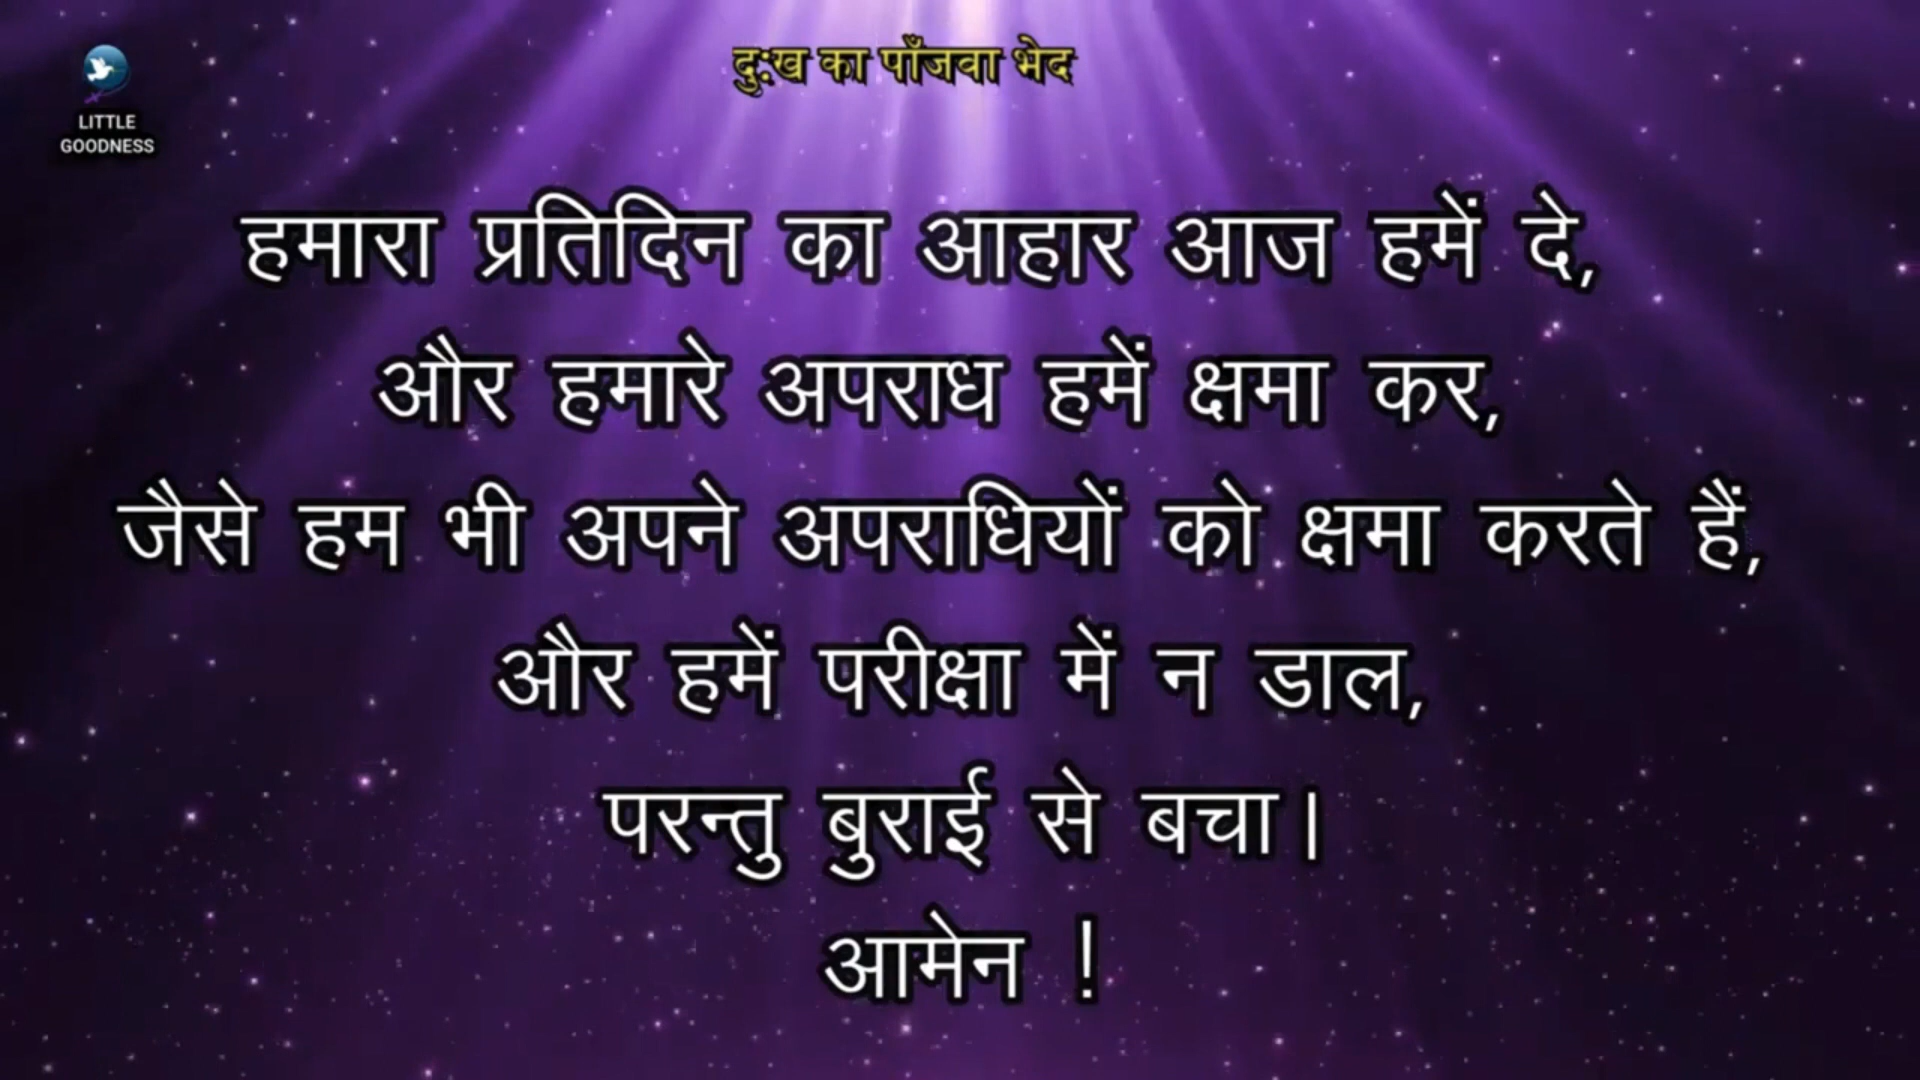 दुःख का पाँजवा भेद
LITTLE
GOODNESS
हमारा प्रतिदिन का आहार आज हमें दे,
और हमारे अपराध हमें क्षमा कर,
जैसे हम भी अपने अपराधियों को क्षमा करते हैं,
और हमें परीक्षा में न डाल,
परन्तु बुराई से बचा।
आमेन !